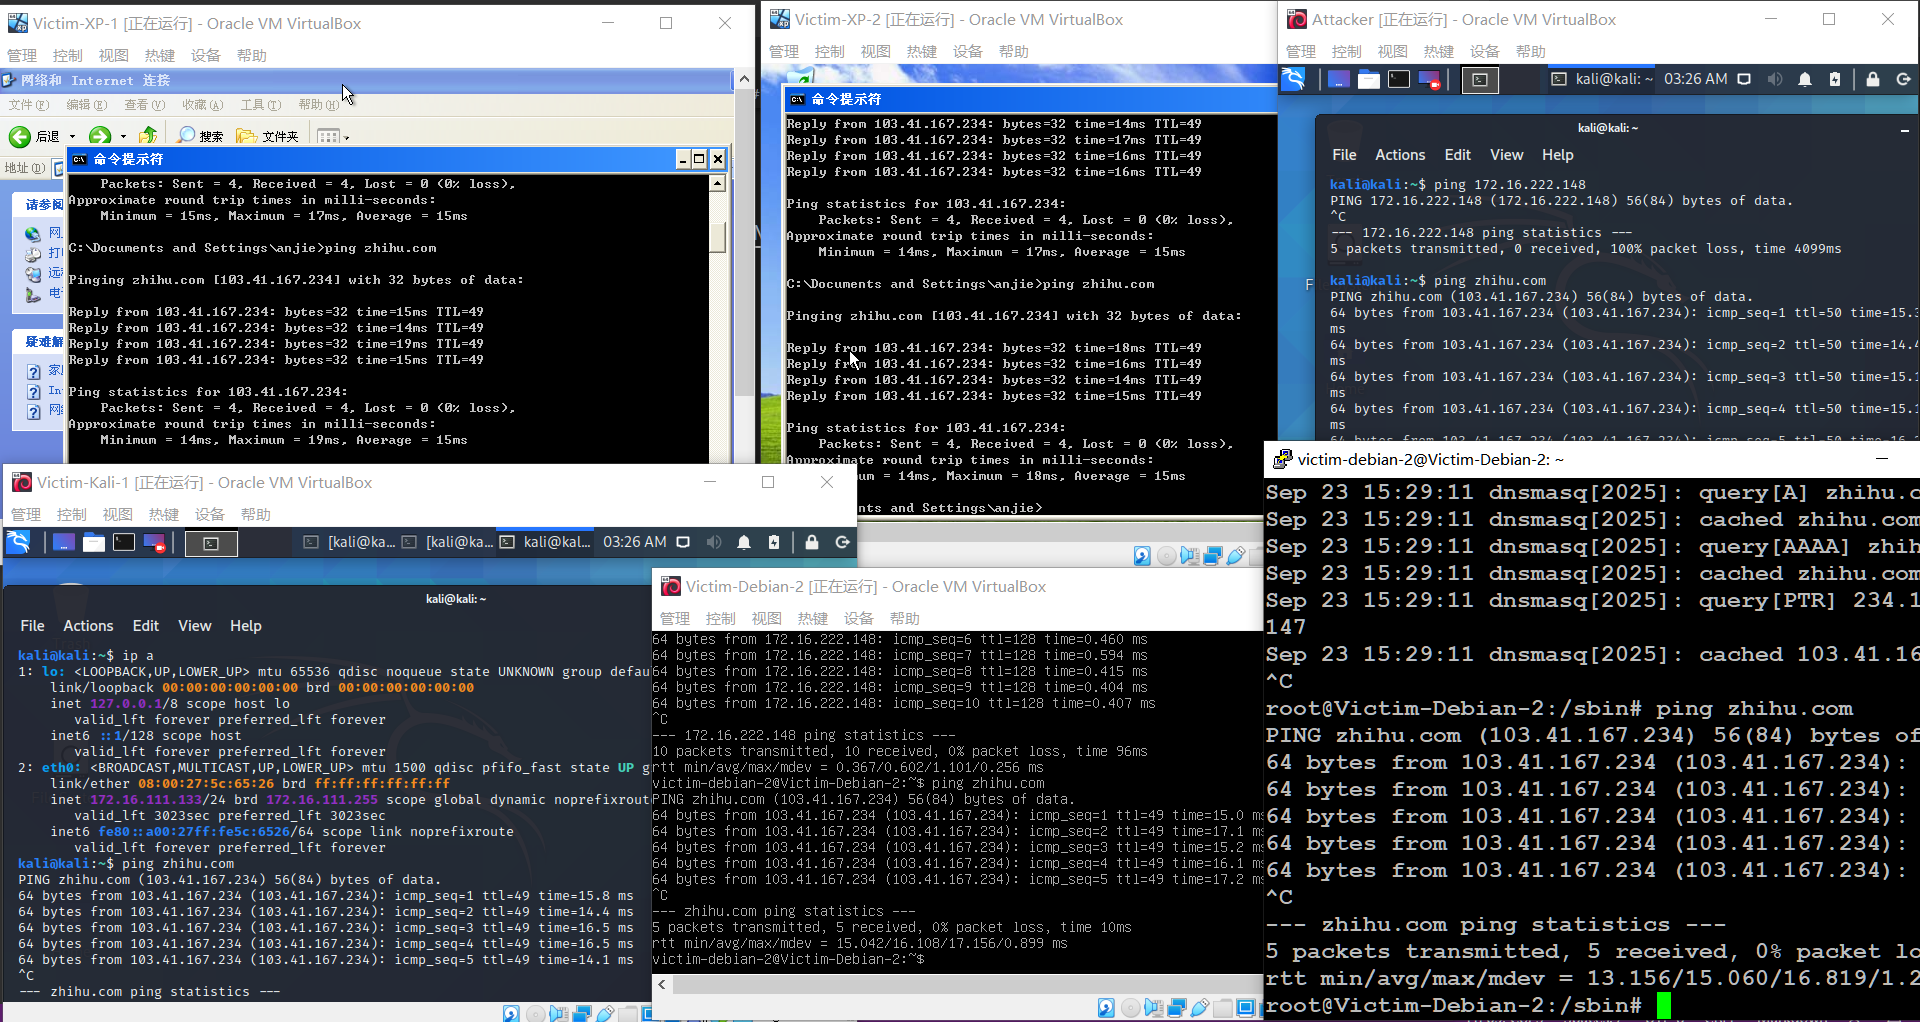 Victim-XP-1 [正在运行] - Oracle VM VirtualBox
管理 控制 视图 热键 设备 帮助
网络和 Internet 连接
文件(F) 编辑(E) 查看(V) 收藏(A) 工具(T) 帮助(H)
后退 搜索 文件夹
地址(D)
命令提示符
Packets: Sent = 4, Received = 4, Lost = 0 (0% loss),
Approximate round trip times in milli-seconds:
Minimum = 15ms, Maximum = 17ms, Average = 15ms
C:\Documents and Settings\anjie>ping zhihu.com
Pinging zhihu.com [103.41.167.234] with 32 bytes of data:
Reply from 103.41.167.234: bytes=32 time=15ms TTL=49
Reply from 103.41.167.234: bytes=32 time=14ms TTL=49
Reply from 103.41.167.234: bytes=32 time=19ms TTL=49
Reply from 103.41.167.234: bytes=32 time=15ms TTL=49
Ping statistics for 103.41.167.234:
Packets: Sent = 4, Received = 4, Lost = 0 (0% loss),
Approximate round trip times in milli-seconds:
Minimum = 14ms, Maximum = 19ms, Average = 15ms
请参阅
疑难解
Victim-XP-2 [正在运行] - Oracle VM VirtualBox
管理 控制 视图 热键 设备 帮助
命令提示符
Reply from 103.41.167.234: bytes=32 time=14ms TTL=49
Reply from 103.41.167.234: bytes=32 time=17ms TTL=49
Reply from 103.41.167.234: bytes=32 time=16ms TTL=49
Reply from 103.41.167.234: bytes=32 time=16ms TTL=49
Ping statistics for 103.41.167.234:
Packets: Sent = 4, Received = 4, Lost = 0 (0% loss),
Approximate round trip times in milli-seconds:
Minimum = 14ms, Maximum = 17ms, Average = 15ms
C:\Documents and Settings\anjie>ping zhihu.com
Pinging zhihu.com [103.41.167.234] with 32 bytes of data:
Reply from 103.41.167.234: bytes=32 time=18ms TTL=49
Reply from 103.41.167.234: bytes=32 time=16ms TTL=49
Reply from 103.41.167.234: bytes=32 time=14ms TTL=49
Reply from 103.41.167.234: bytes=32 time=15ms TTL=49
Ping statistics for 103.41.167.234:
Packets: Sent = 4, Received = 4, Lost = 0 (0% loss),
Approximate round trip times in milli-seconds:
um = 14ms, Maximum = 18ms, Average = 15ms
nts and Settings\anjie>
Attacker [正在运行] - Oracle VM VirtualBox
管理 控制 视图 热键 设备 帮助
kali@kali: ~ 03:26 AM
kali@kali: ~
File Actions Edit View Help
kali@kali:~$ ping 172.16.222.148
PING 172.16.222.148 (172.16.222.148) 56(84) bytes of data.
^C
--- 172.16.222.148 ping statistics ---
5 packets transmitted, 0 received, 100% packet loss, time 4099ms
kali@kali:~$ ping zhihu.com
PING zhihu.com (103.41.167.234) 56(84) bytes of data.
64 bytes from 103.41.167.234 (103.41.167.234): icmp_seq=1 ttl=50 time=15.3
ms
64 bytes from 103.41.167.234 (103.41.167.234): icmp_seq=2 ttl=50 time=14.4
ms
64 bytes from 103.41.167.234 (103.41.167.234): icmp_seq=3 ttl=50 time=15.1
ms
64 bytes from 103.41.167.234 (103.41.167.234): icmp_seq=4 ttl=50 time=15.1
ms
64 bytes from 103.41.167.234 (103.41.167.234): icmp_seq=5 ttl=50 time=16.2
Victim-Kali-1 [正在运行] - Oracle VM VirtualBox
管理 控制 视图 热键 设备 帮助
[kali@ka... [kali@ka... kali@kal... 03:26 AM
kali@kali: ~
File Actions Edit View Help
kali@kali:~$ ip a
1: lo: <LOOPBACK,UP,LOWER_UP> mtu 65536 qdisc noqueue state UNKNOWN group defau
link/loopback 00:00:00:00:00:00 brd 00:00:00:00:00:00
inet 127.0.0.1/8 scope host lo
valid_lft forever preferred_lft forever
inet6 ::1/128 scope host
valid_lft forever preferred_lft forever
2: eth0: <BROADCAST,MULTICAST,UP,LOWER_UP> mtu 1500 qdisc pfifo_fast state UP g
link/ether 08:00:27:5c:65:26 brd ff:ff:ff:ff:ff:ff
inet 172.16.111.133/24 brd 172.16.111.255 scope global dynamic noprefixrout
valid_lft 3023sec preferred_lft 3023sec
inet6 fe80::a00:27ff:fe5c:6526/64 scope link noprefixroute
valid_lft forever preferred_lft forever
kali@kali:~$ ping zhihu.com
PING zhihu.com (103.41.167.234) 56(84) bytes of data.
64 bytes from 103.41.167.234 (103.41.167.234): icmp_seq=1 ttl=49 time=15.8 ms
64 bytes from 103.41.167.234 (103.41.167.234): icmp_seq=2 ttl=49 time=14.4 ms
64 bytes from 103.41.167.234 (103.41.167.234): icmp_seq=3 ttl=49 time=16.5 ms
64 bytes from 103.41.167.234 (103.41.167.234): icmp_seq=4 ttl=49 time=16.5 ms
64 bytes from 103.41.167.234 (103.41.167.234): icmp_seq=5 ttl=49 time=14.1 ms
^C
--- zhihu.com ping statistics ---
Victim-Debian-2 [正在运行] - Oracle VM VirtualBox
管理 控制 视图 热键 设备 帮助
64 bytes from 172.16.222.148: icmp_seq=6 ttl=128 time=0.460 ms
64 bytes from 172.16.222.148: icmp_seq=7 ttl=128 time=0.594 ms
64 bytes from 172.16.222.148: icmp_seq=8 ttl=128 time=0.415 ms
64 bytes from 172.16.222.148: icmp_seq=9 ttl=128 time=0.404 ms
64 bytes from 172.16.222.148: icmp_seq=10 ttl=128 time=0.407 ms
^C
--- 172.16.222.148 ping statistics ---
10 packets transmitted, 10 received, 0% packet loss, time 96ms
rtt min/avg/max/mdev = 0.367/0.602/1.101/0.256 ms
victim-debian-2@Victim-Debian-2:~$ ping zhihu.com
PING zhihu.com (103.41.167.234) 56(84) bytes of data.
64 bytes from 103.41.167.234 (103.41.167.234): icmp_seq=1 ttl=49 time=15.0 ms
64 bytes from 103.41.167.234 (103.41.167.234): icmp_seq=2 ttl=49 time=17.1 ms
64 bytes from 103.41.167.234 (103.41.167.234): icmp_seq=3 ttl=49 time=15.2 ms
64 bytes from 103.41.167.234 (103.41.167.234): icmp_seq=4 ttl=49 time=16.1 ms
64 bytes from 103.41.167.234 (103.41.167.234): icmp_seq=5 ttl=49 time=17.2 ms
^C
--- zhihu.com ping statistics ---
5 packets transmitted, 5 received, 0% packet loss, time 10ms
rtt min/avg/max/mdev = 15.042/16.108/17.156/0.899 ms
victim-debian-2@Victim-Debian-2:~$
victim-debian-2@Victim-Debian-2: ~
Sep 23 15:29:11 dnsmasq[2025]: query[A] zhihu.c
Sep 23 15:29:11 dnsmasq[2025]: cached zhihu.com
Sep 23 15:29:11 dnsmasq[2025]: query[AAAA] zhih
Sep 23 15:29:11 dnsmasq[2025]: cached zhihu.com
Sep 23 15:29:11 dnsmasq[2025]: query[PTR] 234.1
147
Sep 23 15:29:11 dnsmasq[2025]: cached 103.41.16
^C
root@Victim-Debian-2:/sbin# ping zhihu.com
PING zhihu.com (103.41.167.234) 56(84) bytes of
64 bytes from 103.41.167.234 (103.41.167.234):
64 bytes from 103.41.167.234 (103.41.167.234):
64 bytes from 103.41.167.234 (103.41.167.234):
64 bytes from 103.41.167.234 (103.41.167.234):
64 bytes from 103.41.167.234 (103.41.167.234):
^C
--- zhihu.com ping statistics ---
5 packets transmitted, 5 received, 0% packet lo
rtt min/avg/max/mdev = 13.156/15.060/16.819/1.2
root@Victim-Debian-2:/sbin#